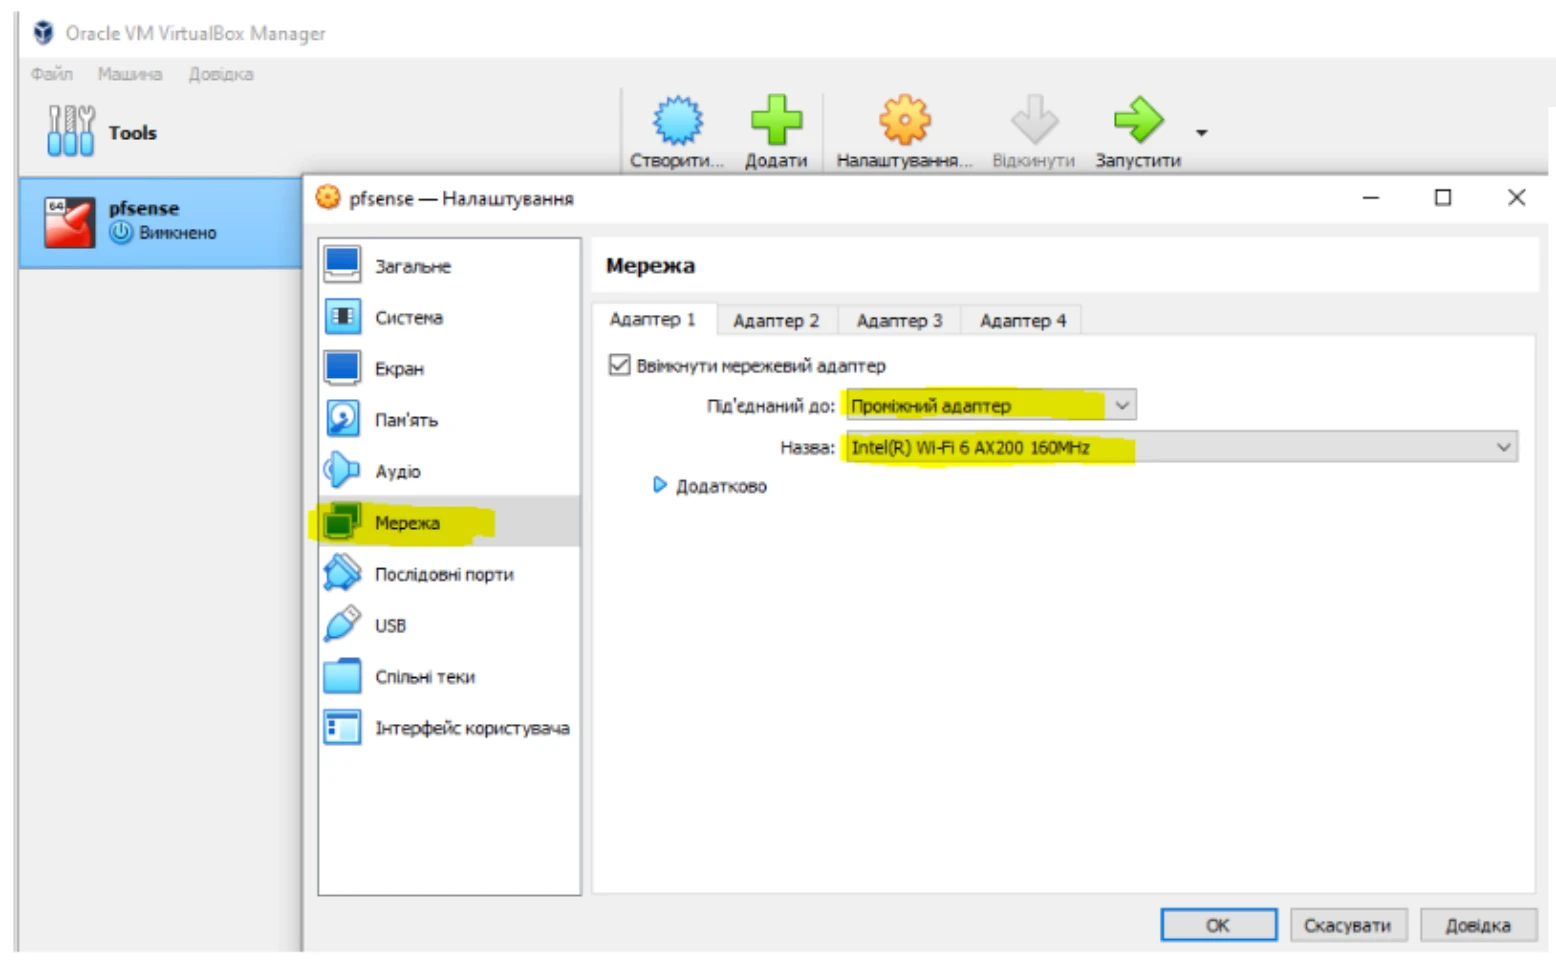 Oracle VM VirtualBox Manager
Файл Машина Довідка
Tools
Створити... Додати Налаштування... Відкинути Запустити
64
pfsense
Вимкнено
pfsense — Налаштування
Загальне
Система
Екран
Пам'ять
Аудіо
Мережа
Послідовні порти
USB
Спільні теки
Інтерфейс користувача
Мережа
Адаптер 1 Адаптер 2 Адаптер 3 Адаптер 4
Ввімкнути мережевий адаптер
Під'єднаний до: Проміжний адаптер
Назва: Intel(R) Wi-Fi 6 AX200 160MHz
Додатково
OK Скасувати Довідка